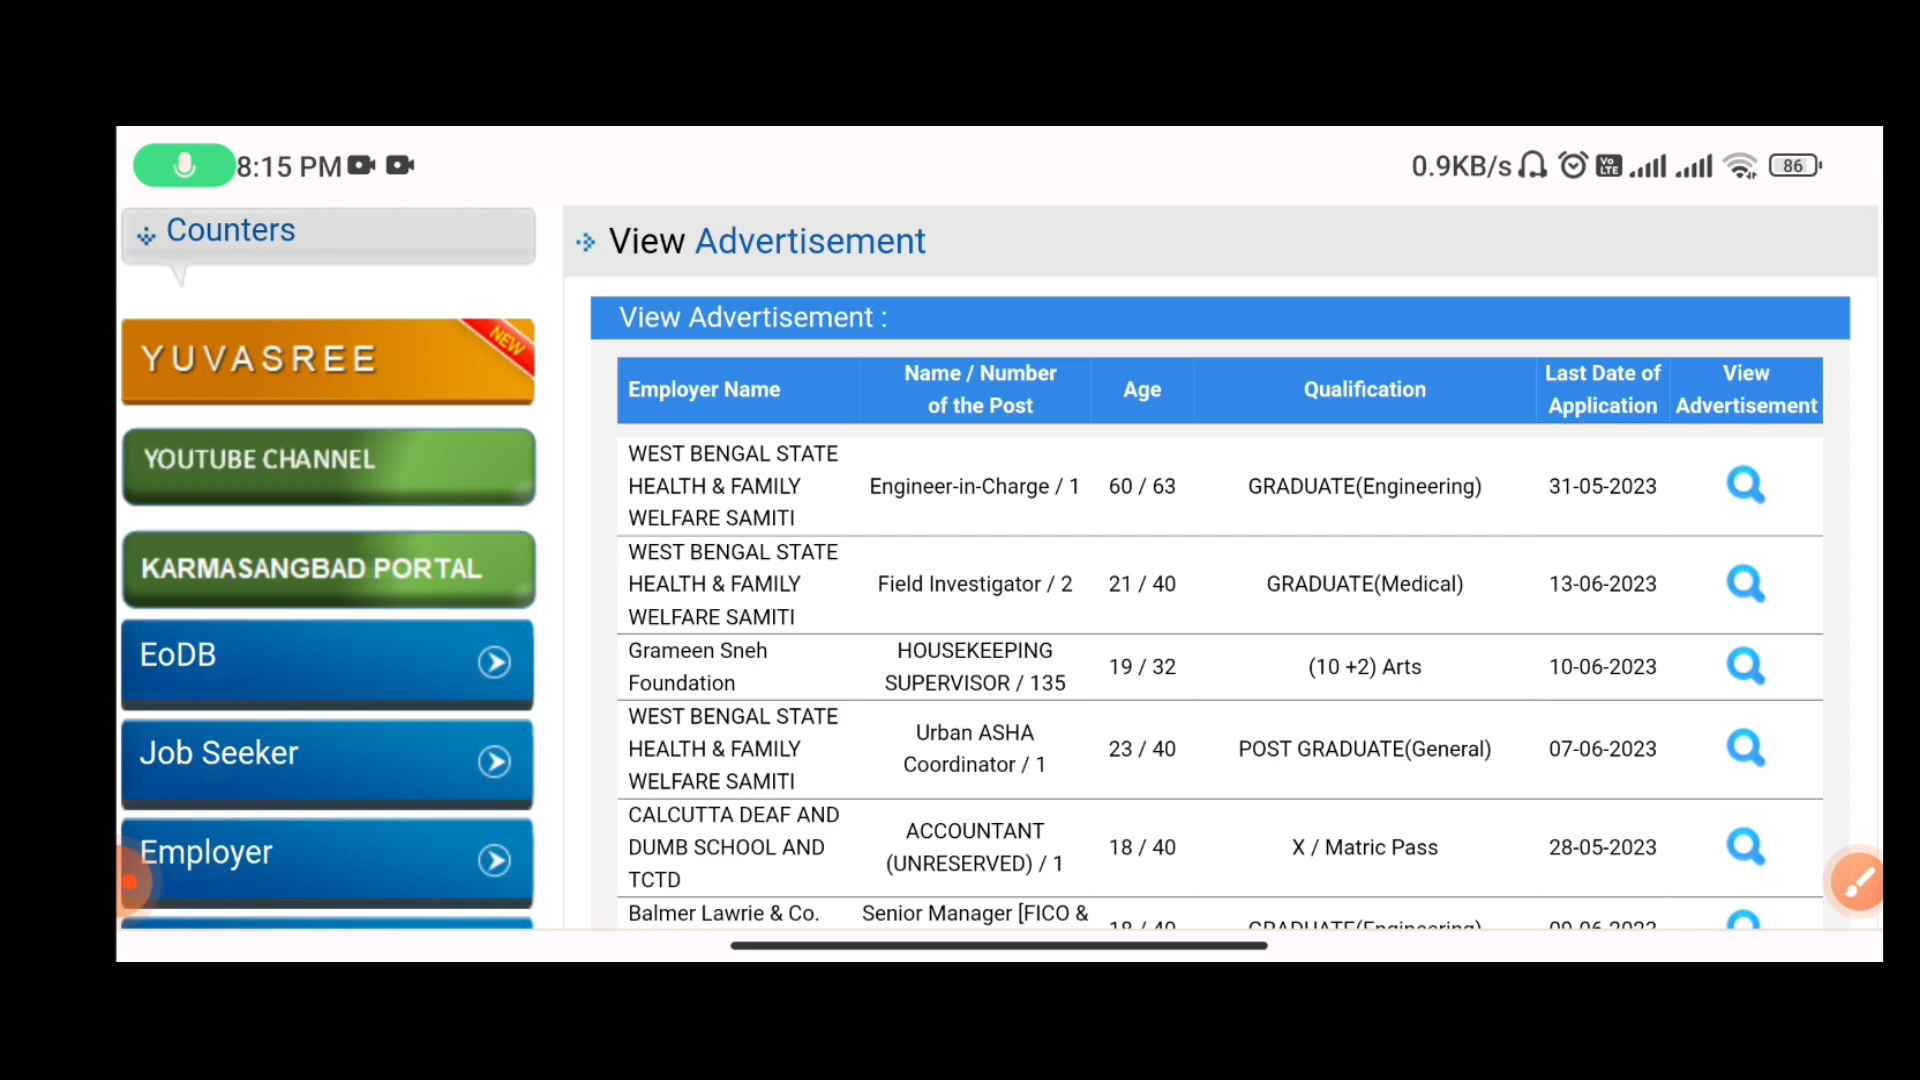 8:15 PM
0.9KB/s
Vo LTE
86
Counters
YUVASREE
NEW
YOUTUBE CHANNEL
KARMASANGBAD PORTAL
EoDB
Job Seeker
Employer
View Advertisement
View Advertisement :
Employer Name
Name / Number
of the Post
Age
Qualification
Last Date of
Application
View
Advertisement
WEST BENGAL STATE
HEALTH & FAMILY
WELFARE SAMITI
Engineer-in-Charge / 1
60 / 63
GRADUATE(Engineering)
31-05-2023
WEST BENGAL STATE
HEALTH & FAMILY
WELFARE SAMITI
Field Investigator / 2
21 / 40
GRADUATE(Medical)
13-06-2023
Grameen Sneh
Foundation
HOUSEKEEPING
SUPERVISOR / 135
19 / 32
(10 +2) Arts
10-06-2023
WEST BENGAL STATE
HEALTH & FAMILY
WELFARE SAMITI
Urban ASHA
Coordinator / 1
23 / 40
POST GRADUATE(General)
07-06-2023
CALCUTTA DEAF AND
DUMB SCHOOL AND
TCTD
ACCOUNTANT
(UNRESERVED) / 1
18 / 40
X / Matric Pass
28-05-2023
Balmer Lawrie & Co.
Senior Manager [FICO &
18 / 40
GRADUATE(Engineering)